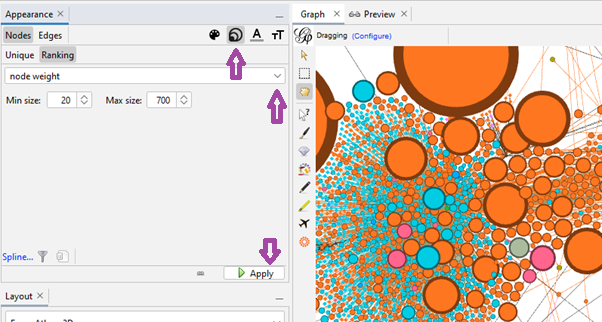 Appearance
Nodes Edges
A
TT
Unique Ranking
node weight
Min size: 20 Max size: 700
Spline...
Apply
Layout
Graph
Preview
Dragging (Configure)